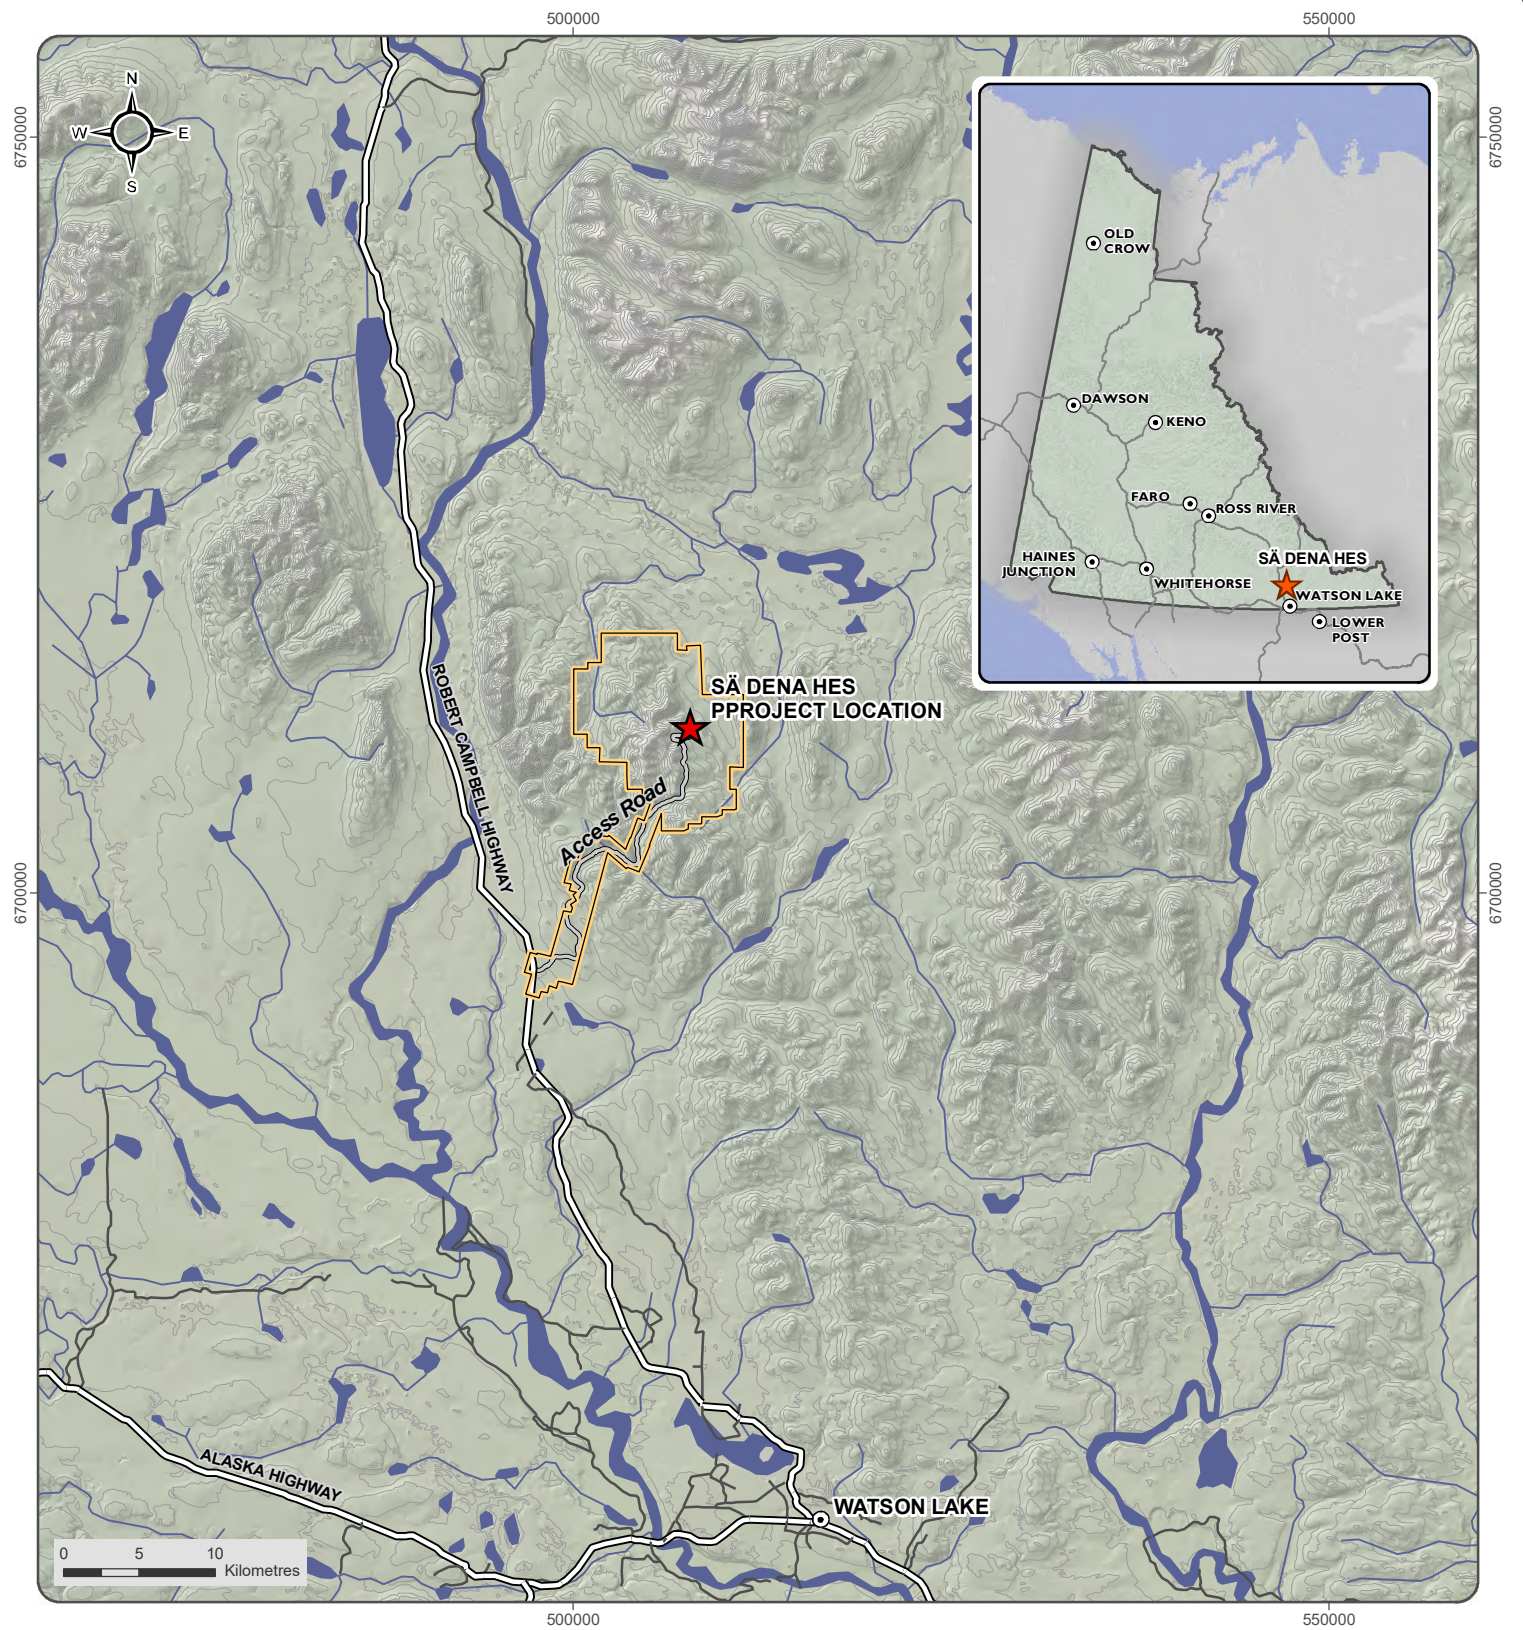 500000
550000
6750000
6750000
N
W
E
S
OLD
CROW
DAWSON
KENO
FARO
ROSS RIVER
HAINES
JUNCTION
WHITEHORSE
SÄ DENA HES
WATSON LAKE
LOWER
POST
SÄ DENA HES
PPROJECT LOCATION
ROBERT CAMPBELL HIGHWAY
Access Road
6700000
6700000
ALASKA HIGHWAY
WATSON LAKE
0
5
10
Kilometres
500000
550000